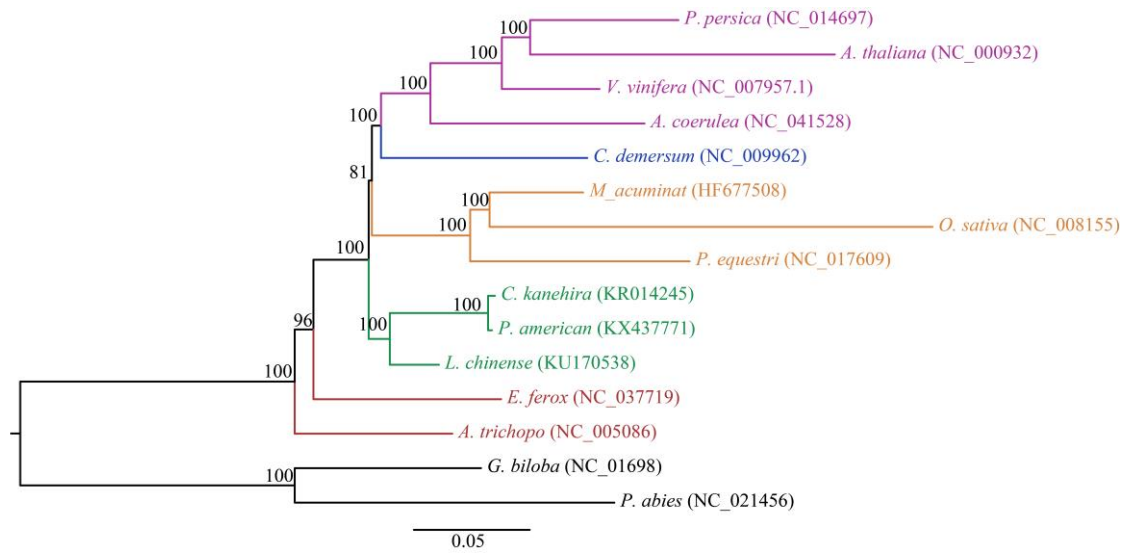 P. persica (NC_014697)
100
A. thaliana (NC_000932)
100
100
V. vinifera (NC_007957.1)
100
A. coerulea (NC_041528)
C. demersum (NC_009962)
81
M_acuminat (HF677508)
100
100
O. sativa (NC_008155)
P. equestri (NC_017609)
100
C. kanehira (KR014245)
100
P. american (KX437771)
96
100
L. chinense (KU170538)
100
E. ferox (NC_037719)
A. trichopo (NC_005086)
G. biloba (NC_01698)
100
P. abies (NC_021456)
0.05